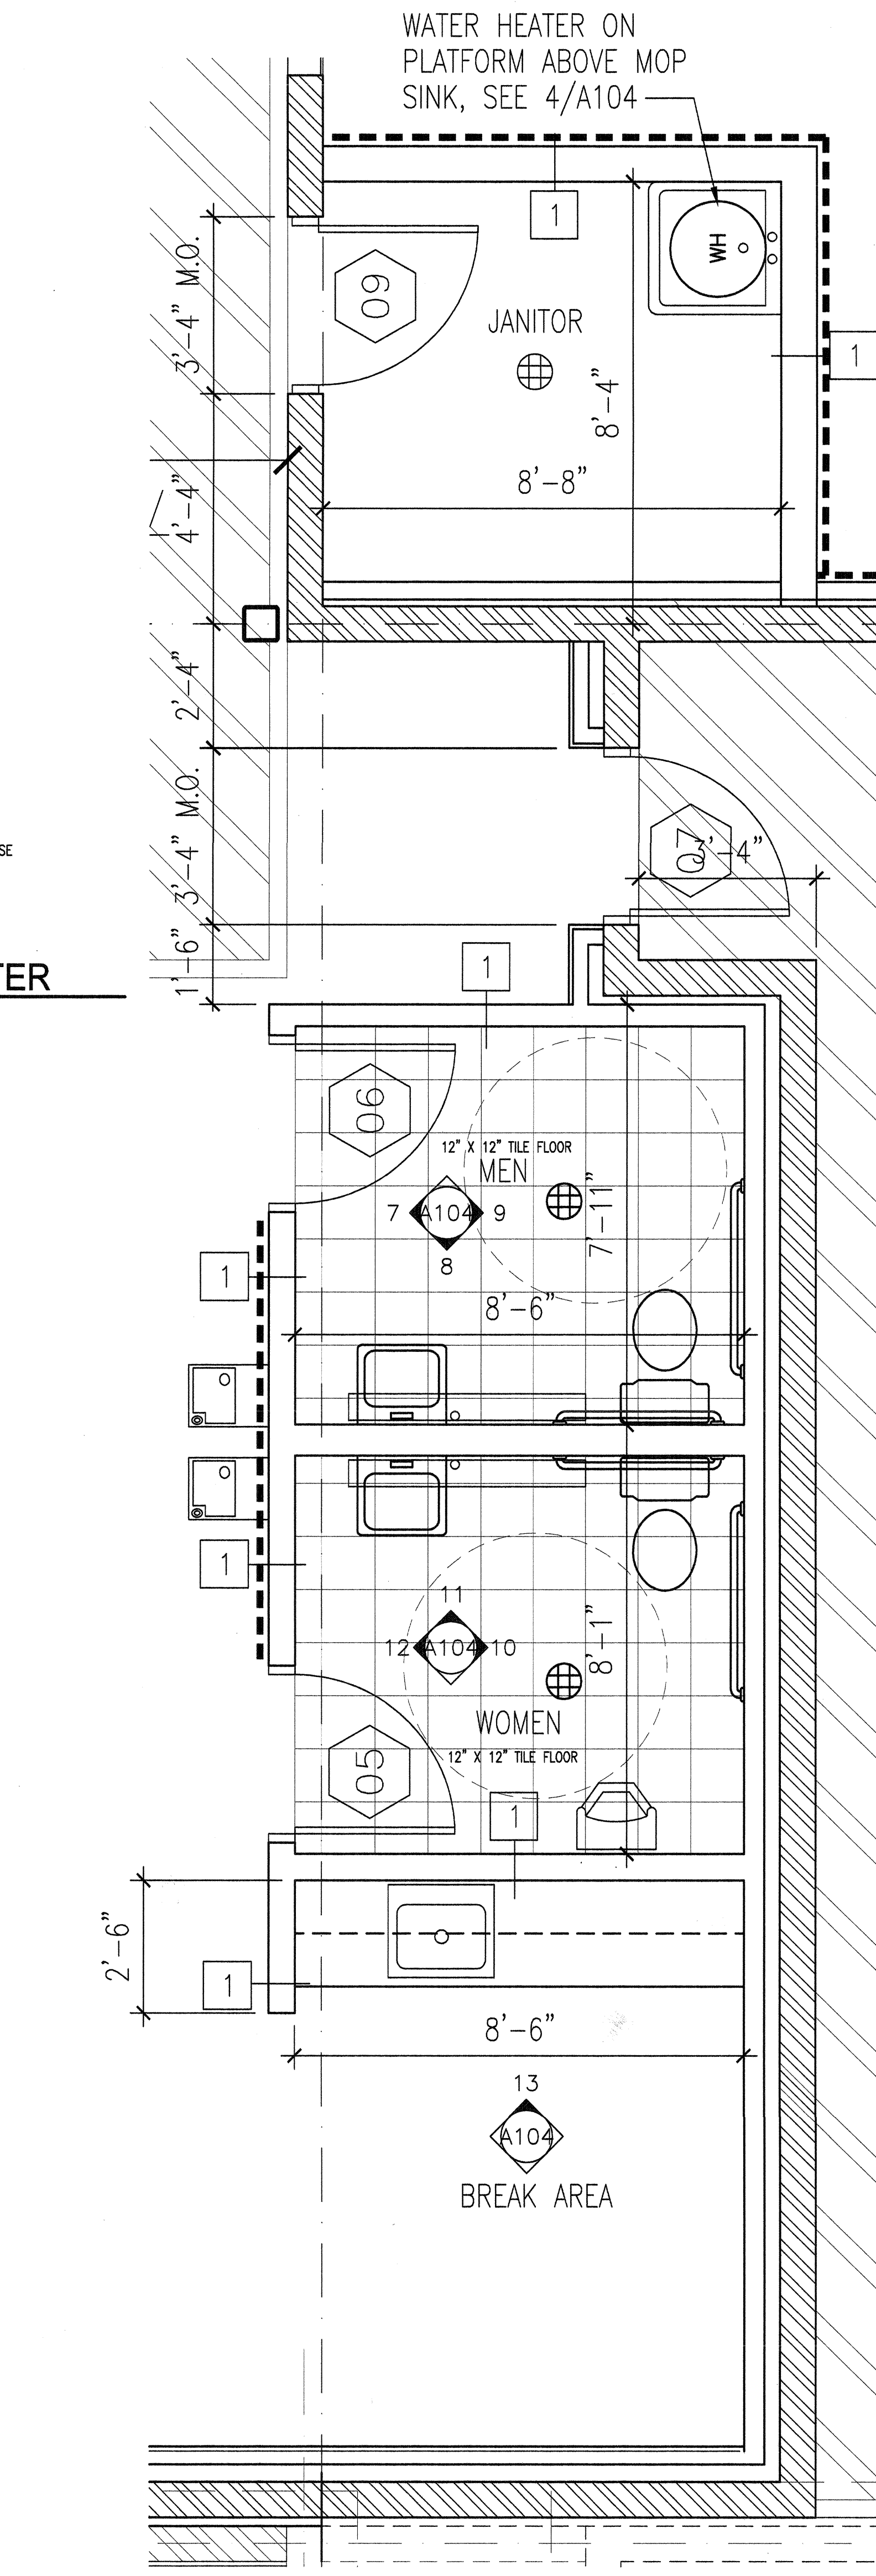 WATER HEATER ON
PLATFORM ABOVE MOP
SINK, SEE 4/A104
1
WH
3'-4" M.O.
09
JANITOR
1
8'-4"
8'-8"
4'-4"
2'-4"
3'-4" M.O.
07
3'-4"
SE
TER
1'-6"
1
06
12" X 12" TILE FLOOR
MEN
7 A104 9
8
7'-11"
1
8'-6"
1
11
12 A104 10
8'-1"
WOMEN
12" X 12" TILE FLOOR
05
1
2'-6"
1
8'-6"
13
A104
BREAK AREA